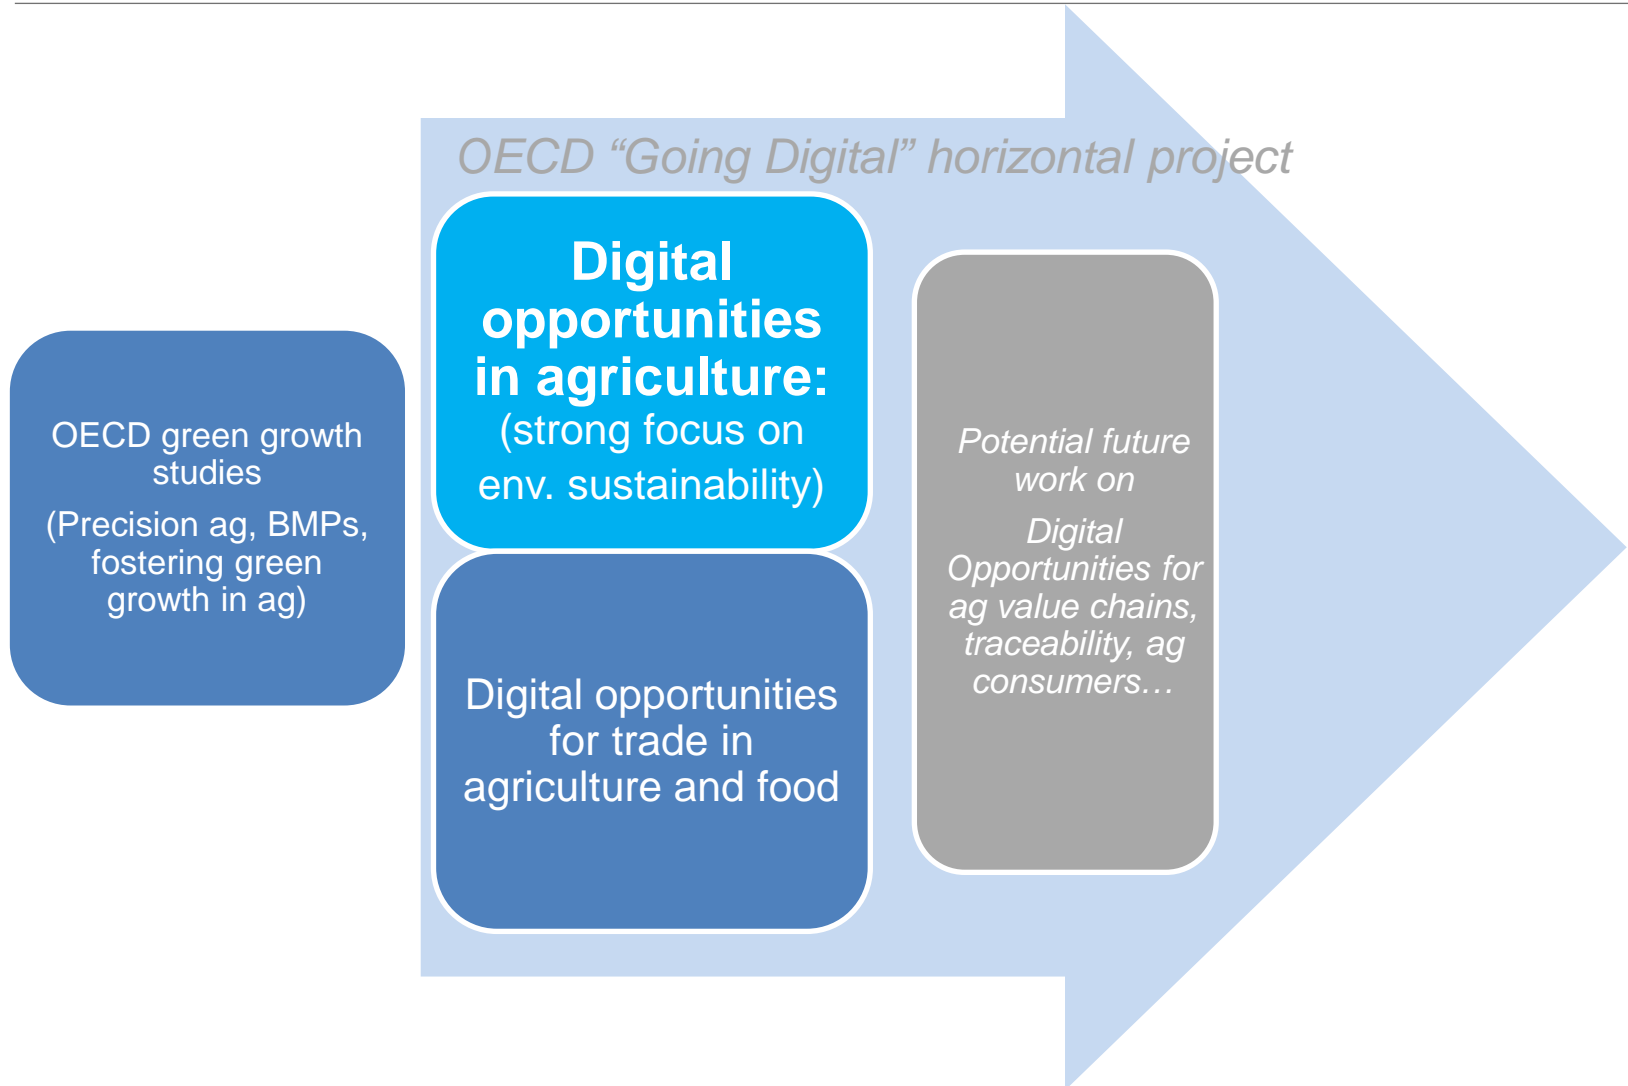 OECD “Going Digital” horizontal project
OECD green growth
studies
(Precision ag, BMPs,
fostering green
growth in ag)
Digital
opportunities
in agriculture:
(strong focus on
env. sustainability)
Digital opportunities
for trade in
agriculture and food
Potential future
work on
Digital
Opportunities for
ag value chains,
traceability, ag
consumers…